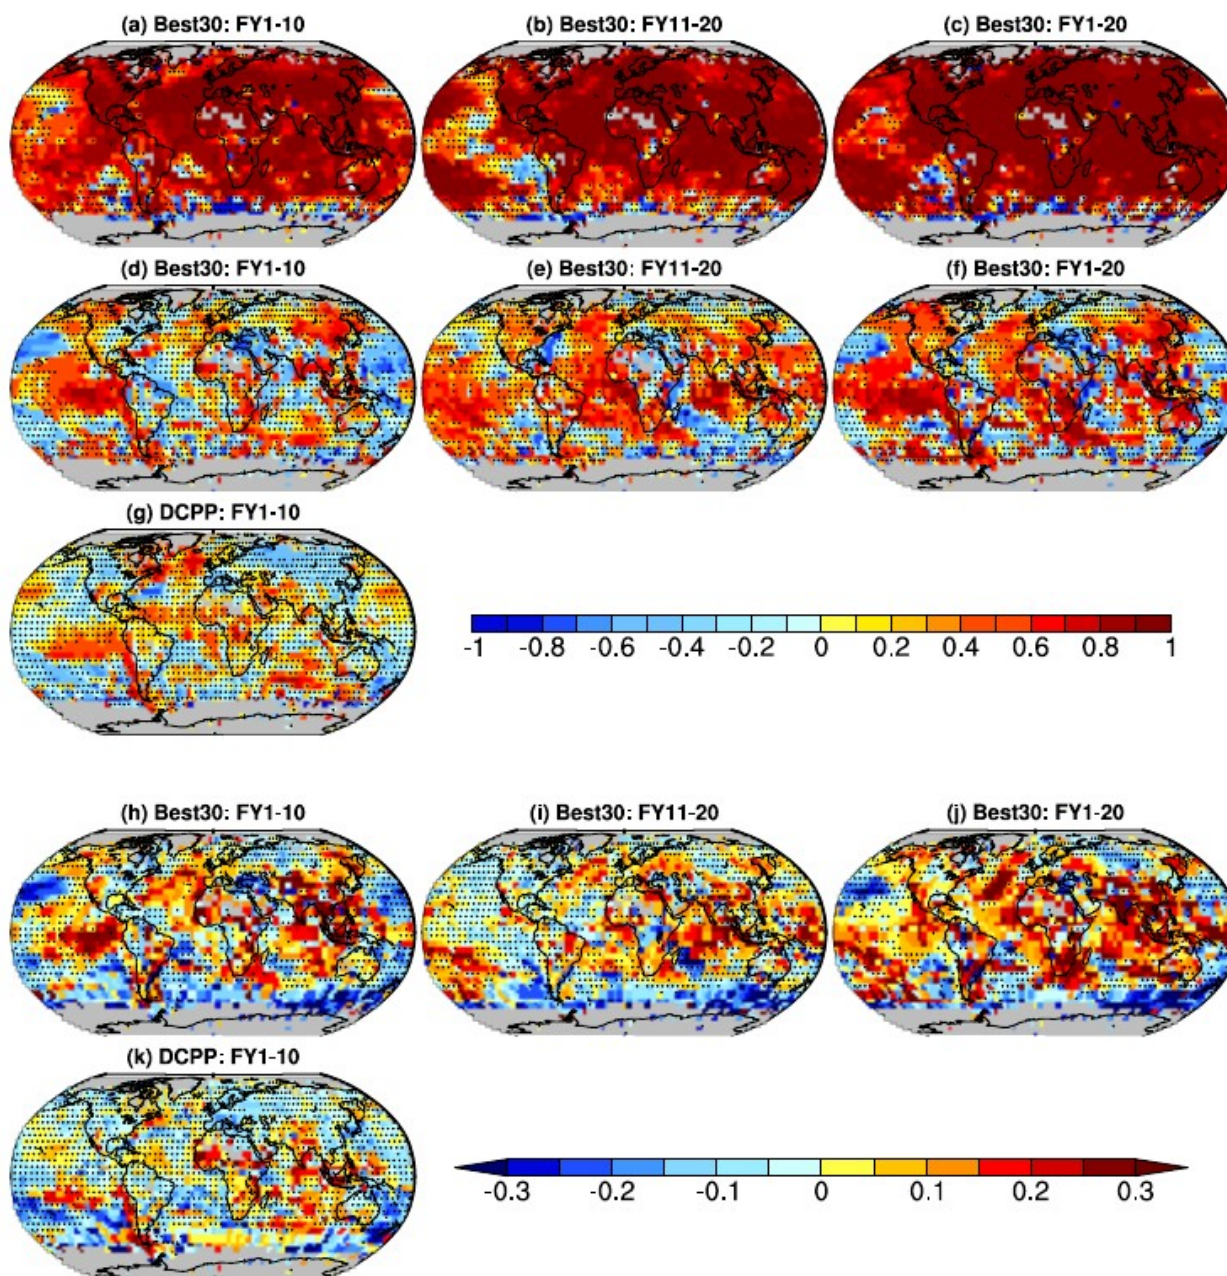 (a) Best30: FY1-10 (b) Best30: FY11-20 (c) Best30: FY1-20
(d) Best30: FY1-10 (e) Best30: FY11-20 (f) Best30: FY1-20
(g) DCPP: FY1-10
-1 -0.8 -0.6 -0.4 -0.2 0 0.2 0.4 0.6 0.8 1
(h) Best30: FY1-10 (i) Best30: FY11-20 (j) Best30: FY1-20
(k) DCPP: FY1-10
-0.3 -0.2 -0.1 0 0.1 0.2 0.3